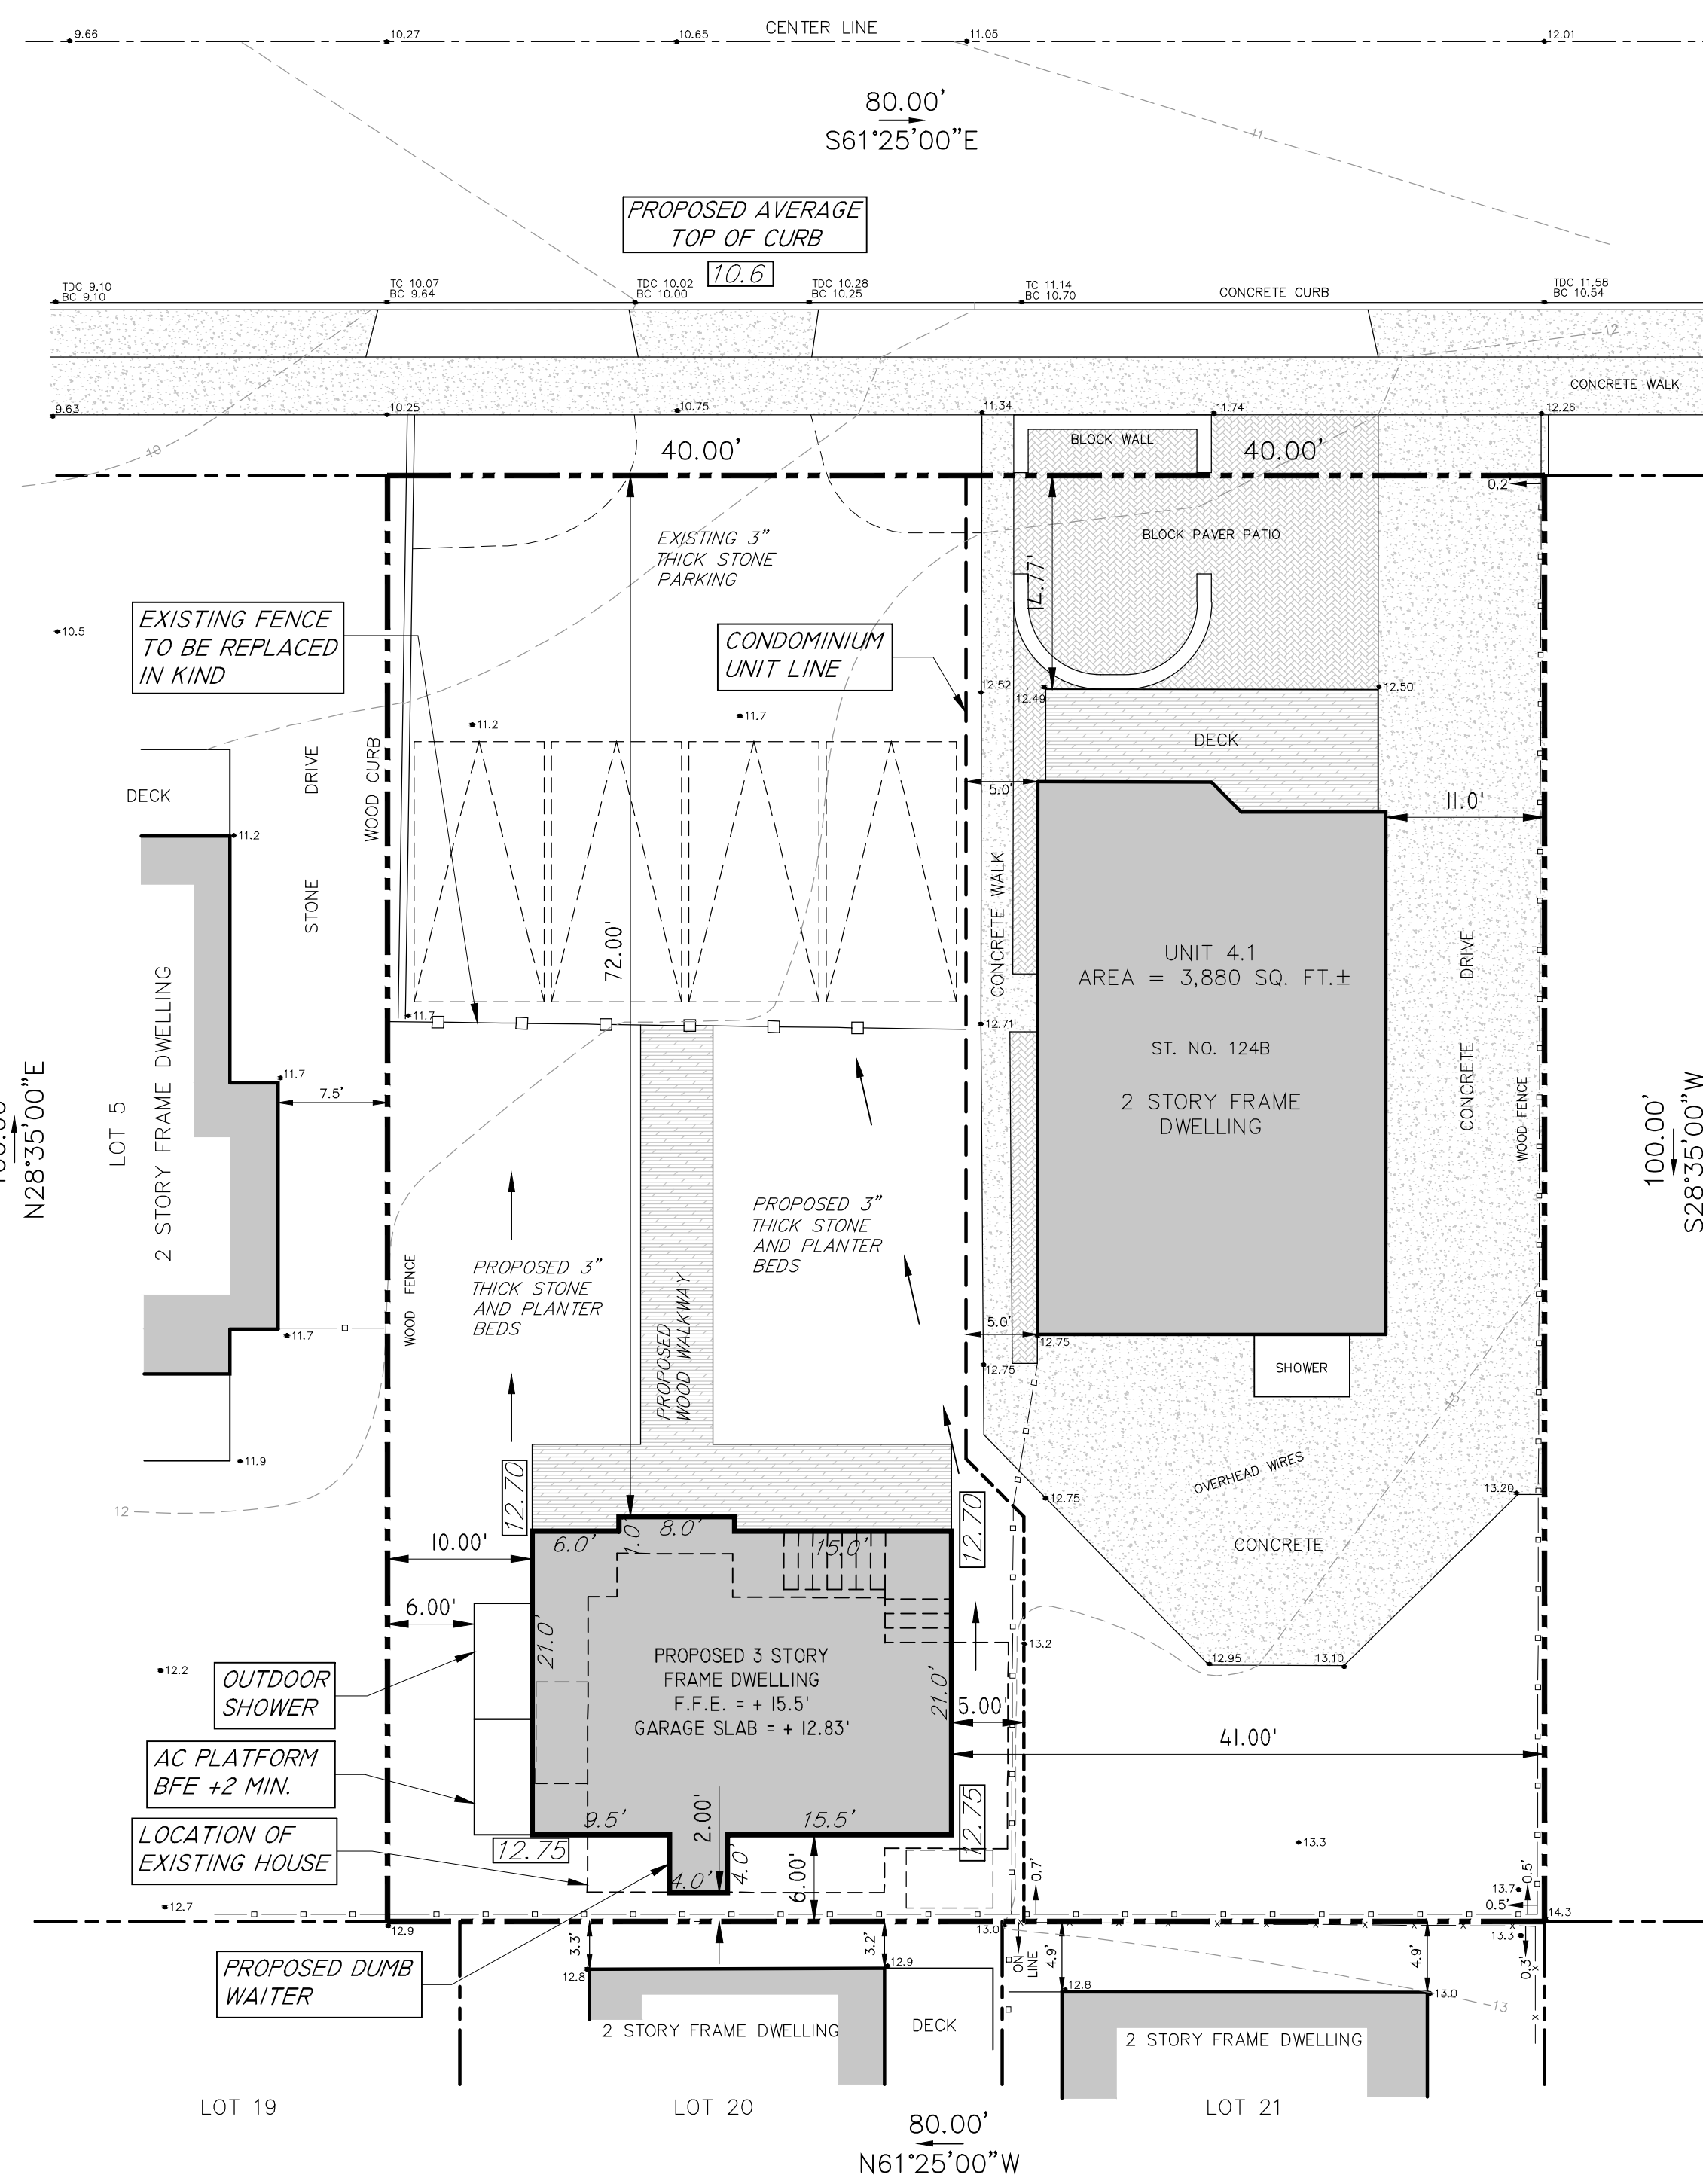 CENTER LINE
9.66
10.27
10.65
11.05
12.01
80.00'
S61°25'00"E
11
PROPOSED AVERAGE
TOP OF CURB
10.6
TDC 9.10
BC 9.10
TC 10.07
BC 9.64
TDC 10.02
BC 10.00
TDC 10.28
BC 10.25
TC 11.14
BC 10.70
CONCRETE CURB
TDC 11.58
BC 10.54
12
CONCRETE WALK
9.63
10.25
10.75
11.34
11.74
12.26
10
40.00'
BLOCK WALL
40.00'
0.2'
EXISTING 3"
THICK STONE
PARKING
BLOCK PAVER PATIO
14.77'
EXISTING FENCE
TO BE REPLACED
IN KIND
10.5
CONDOMINIUM
UNIT LINE
12.52
12.49
12.50
11.2
11.7
DECK
STONE DRIVE
WOOD CURB
DECK
5.0'
11.0'
11.2
72.00'
CONCRETE WALK
UNIT 4.1
AREA = 3,880 SQ. FT.±
ST. NO. 124B
2 STORY FRAME
DWELLING
CONCRETE DRIVE
WOOD FENCE
11.7
12.71
N28°35'00"E
LOT 5
2 STORY FRAME DWELLING
11.7
7.5'
100.00'
S28°35'00"W
PROPOSED 3"
THICK STONE
AND PLANTER
BEDS
PROPOSED 3"
THICK STONE
AND PLANTER
BEDS
WOOD FENCE
PROPOSED
WOOD WALKWAY
11.7
5.0'
12.75
12.75
SHOWER
13
11.9
OVERHEAD WIRES
12.75
13.20
12
12.70
12.70
CONCRETE
10.00'
6.0'
1.0'
8.0'
15.0'
6.00'
21.0'
PROPOSED 3 STORY
FRAME DWELLING
F.F.E. = + 15.5'
GARAGE SLAB = + 12.83'
21.0'
13.2
12.95
13.10
12.2
OUTDOOR
SHOWER
5.00'
41.00'
AC PLATFORM
BFE +2 MIN.
9.5'
2.00'
15.5'
12.75
LOCATION OF
EXISTING HOUSE
12.75
4.0'
4.0'
6.00'
13.3
0.7'
0.5'
13.7
0.5'
12.7
12.9
13.0
14.3
3.3'
3.2'
ON
LINE
4.9'
4.9'
13.3
0.3'
PROPOSED DUMB
WAITER
12.8
12.9
12.8
13.0
13
2 STORY FRAME DWELLING
DECK
2 STORY FRAME DWELLING
LOT 19
LOT 20
LOT 21
80.00'
N61°25'00"W